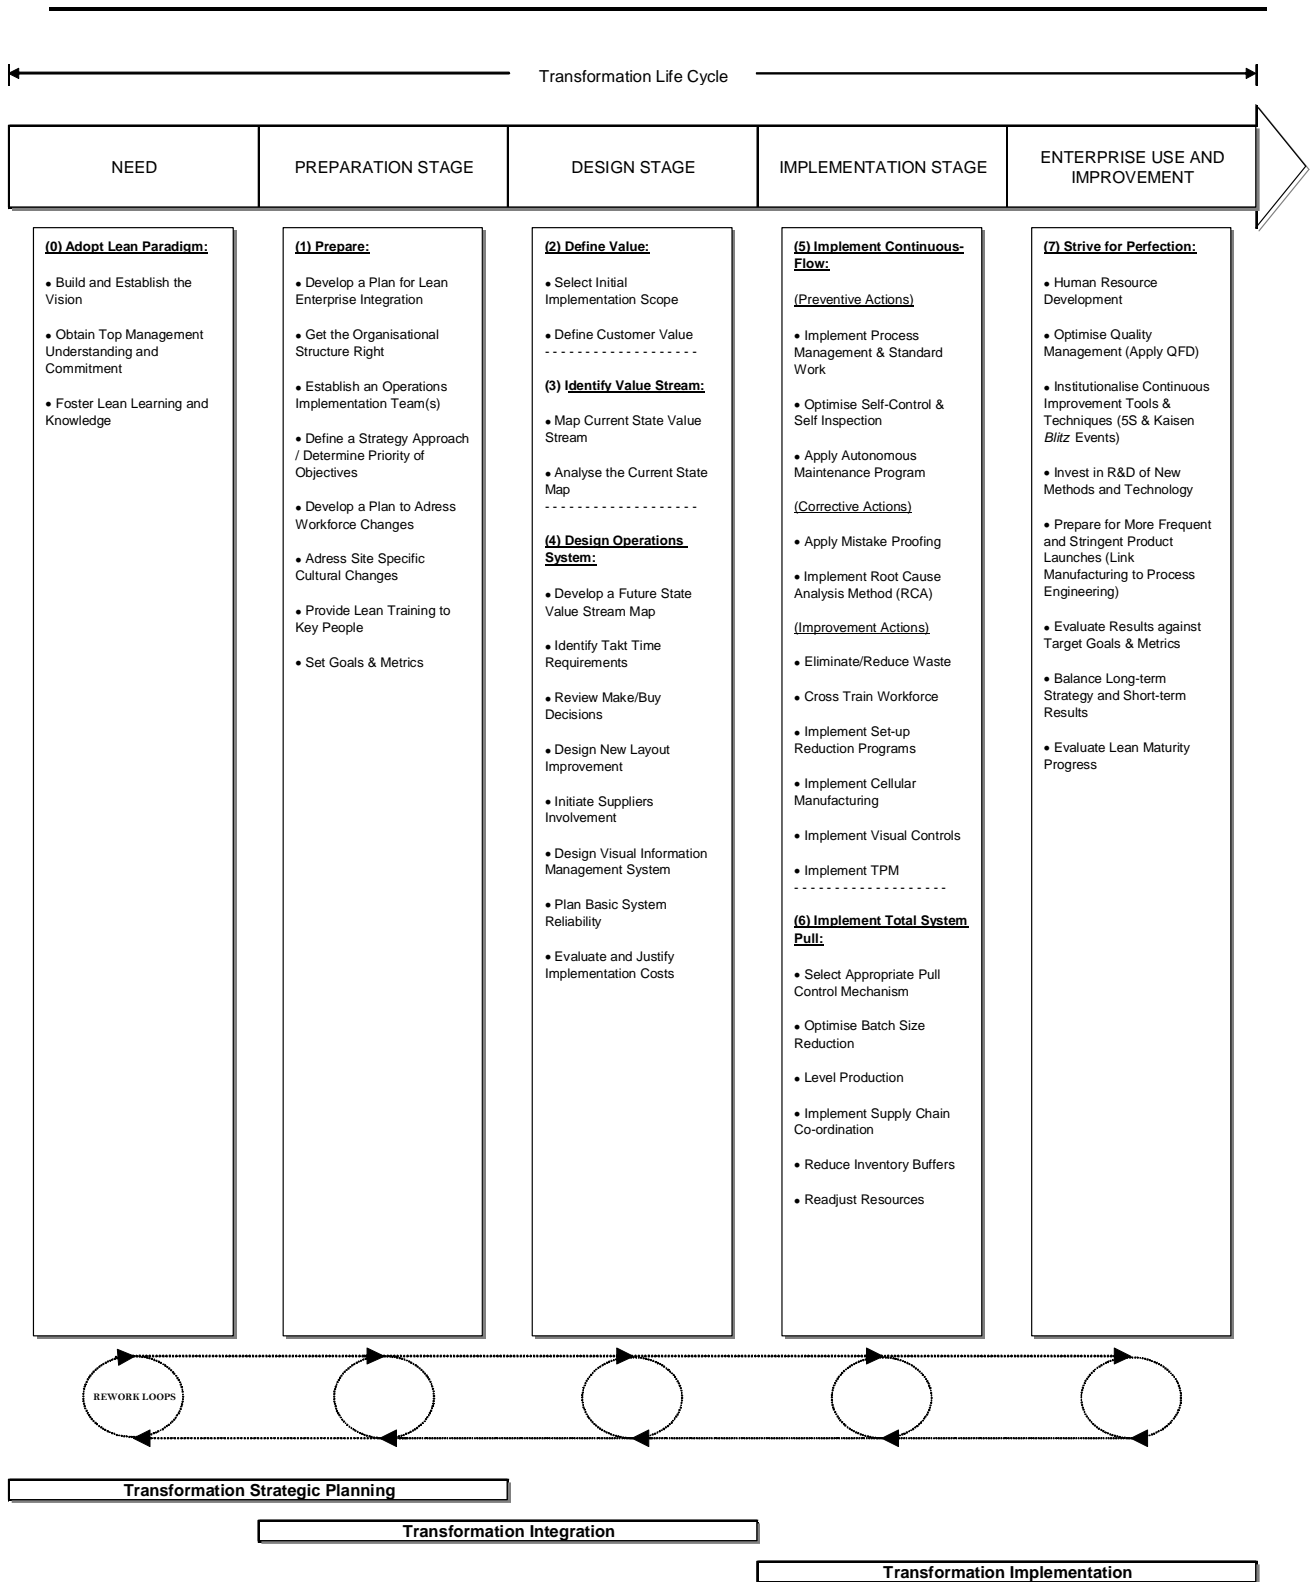 Transformation Life Cycle
NEED
PREPARATION STAGE
DESIGN STAGE
IMPLEMENTATION STAGE
ENTERPRISE USE AND
IMPROVEMENT
(0) Adopt Lean Paradigm:
• Build and Establish the
Vision
• Obtain Top Management
Understanding and
Commitment
• Foster Lean Learning and
Knowledge
(1) Prepare:
• Develop a Plan for Lean
Enterprise Integration
• Get the Organisational
Structure Right
• Establish an Operations
Implementation Team(s)
• Define a Strategy Approach
/ Determine Priority of
Objectives
• Develop a Plan to Adress
Workforce Changes
• Adress Site Specific
Cultural Changes
• Provide Lean Training to
Key People
• Set Goals & Metrics
(2) Define Value:
• Select Initial
Implementation Scope
• Define Customer Value
- - - - - - - - - - - - - - - - - - -
(3) Identify Value Stream:
• Map Current State Value
Stream
• Analyse the Current State
Map
- - - - - - - - - - - - - - - - - - -
(4) Design Operations
System:
• Develop a Future State
Value Stream Map
• Identify Takt Time
Requirements
• Review Make/Buy
Decisions
• Design New Layout
Improvement
• Initiate Suppliers
Involvement
• Design Visual Information
Management System
• Plan Basic System
Reliability
• Evaluate and Justify
Implementation Costs
(5) Implement Continuous-
Flow:
(Preventive Actions)
• Implement Process
Management & Standard
Work
• Optimise Self-Control &
Self Inspection
• Apply Autonomous
Maintenance Program
(Corrective Actions)
• Apply Mistake Proofing
• Implement Root Cause
Analysis Method (RCA)
(Improvement Actions)
• Eliminate/Reduce Waste
• Cross Train Workforce
• Implement Set-up
Reduction Programs
• Implement Cellular
Manufacturing
• Implement Visual Controls
• Implement TPM
- - - - - - - - - - - - - - - - - - -
(6) Implement Total System
Pull:
• Select Appropriate Pull
Control Mechanism
• Optimise Batch Size
Reduction
• Level Production
• Implement Supply Chain
Co-ordination
• Reduce Inventory Buffers
• Readjust Resources
(7) Strive for Perfection:
• Human Resource
Development
• Optimise Quality
Management (Apply QFD)
• Institutionalise Continuous
Improvement Tools &
Techniques (5S & Kaisen
Blitz Events)
• Invest in R&D of New
Methods and Technology
• Prepare for More Frequent
and Stringent Product
Launches (Link
Manufacturing to Process
Engineering)
• Evaluate Results against
Target Goals & Metrics
• Balance Long-term
Strategy and Short-term
Results
• Evaluate Lean Maturity
Progress
REWORK LOOPS
Transformation Strategic Planning
Transformation Integration
Transformation Implementation